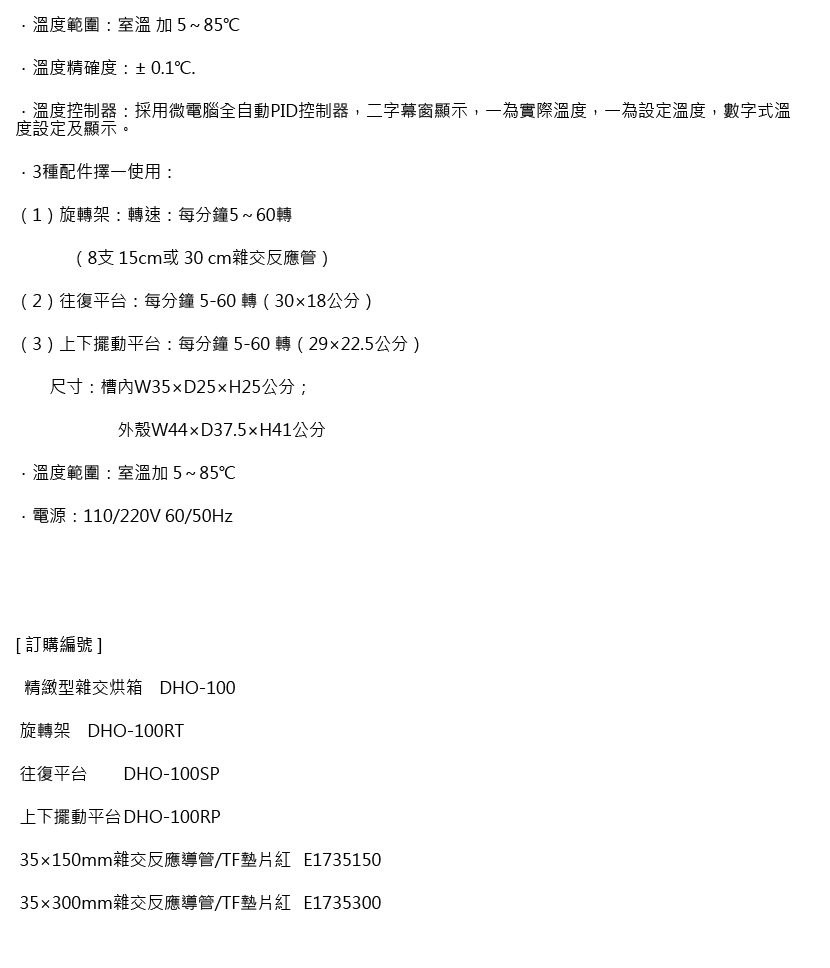 ．溫度範圍：室溫 加 5～85℃
．溫度精確度：± 0.1℃.
．溫度控制器：採用微電腦全自動PID控制器，二字幕窗顯示，一為實際溫度，一為設定溫度，數字式溫
度設定及顯示。
．3種配件擇一使用：
（1）旋轉架：轉速：每分鐘5～60轉
（8支 15cm或 30 cm雜交反應管）
（2）往復平台：每分鐘 5-60 轉（30×18公分）
（3）上下擺動平台：每分鐘 5-60 轉（29×22.5公分）
尺寸：槽內W35×D25×H25公分；
外殼W44×D37.5×H41公分
．溫度範圍：室溫加 5～85℃
．電源：110/220V 60/50Hz
[ 訂購編號 ]
精緻型雜交烘箱 DHO-100
旋轉架 DHO-100RT
往復平台 DHO-100SP
上下擺動平台DHO-100RP
35×150mm雜交反應導管/TF墊片紅 E1735150
35×300mm雜交反應導管/TF墊片紅 E1735300